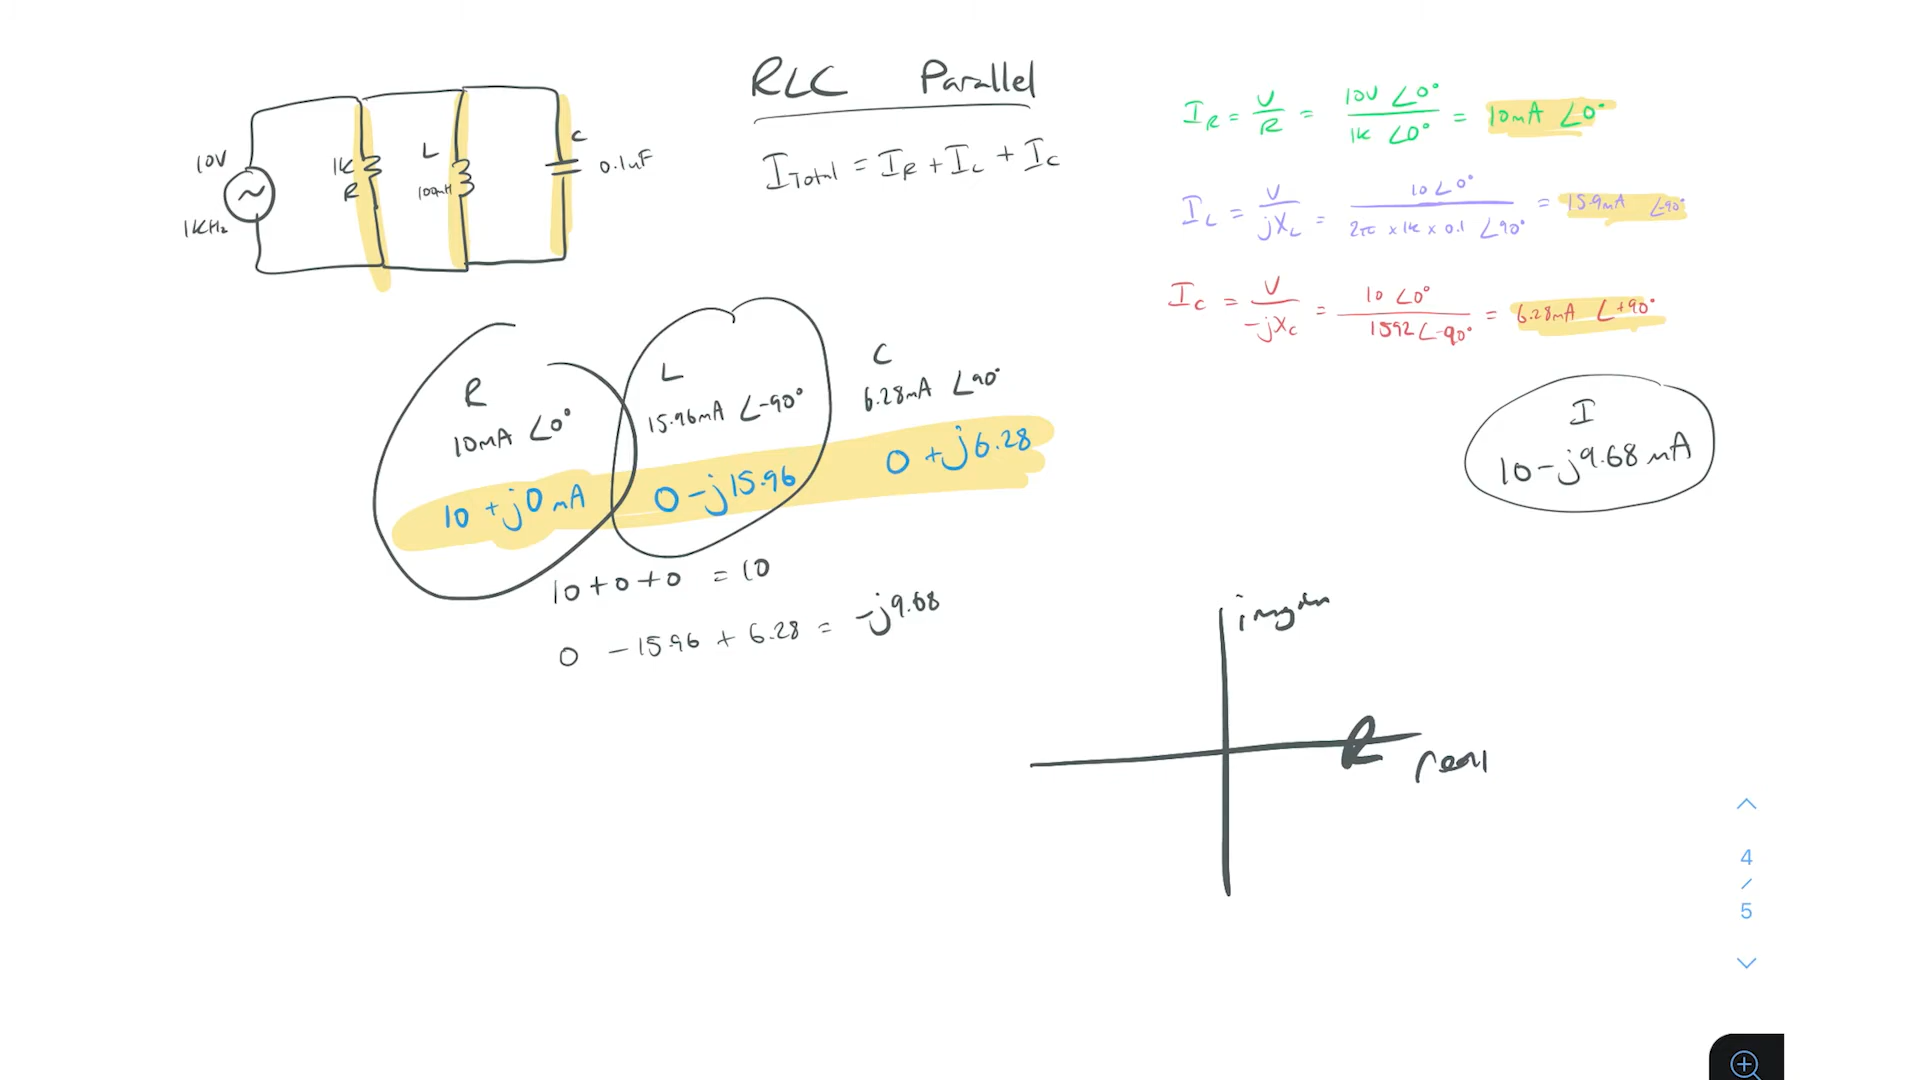 RLC Parallel
I Total = IR + IL + IC
10V
1KHz
1K
R
L
100mH
C
0.1uF
IR = V/R = 10V ∠0° / 1K ∠0° = 10mA ∠0°
IL = V/jXL = 10∠0° / 2π x 1K x 0.1 ∠90° = 15.9mA ∠-90°
IC = V/-jXC = 10∠0° / 1592∠-90° = 6.28mA ∠+90°
R
10mA ∠0°
10 + j0 mA
L
15.96mA ∠-90°
0 - j15.96
C
6.28mA ∠90°
0 + j6.28
10 + 0 + 0 = 10
0 - 15.96 + 6.28 = -j9.68
I
10 - j9.68 mA
R
real
4
/
5